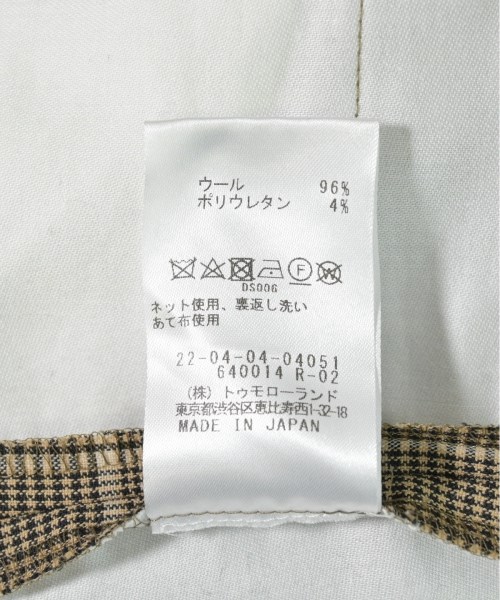 ウール 96%
ポリウレタン 4%
F W
DS006
ネット使用、裏返し洗い
あて布使用
22-04-04-04051
640014 R-02
(株) トゥモローランド
東京都渋谷区恵比寿西1-32-18
MADE IN JAPAN